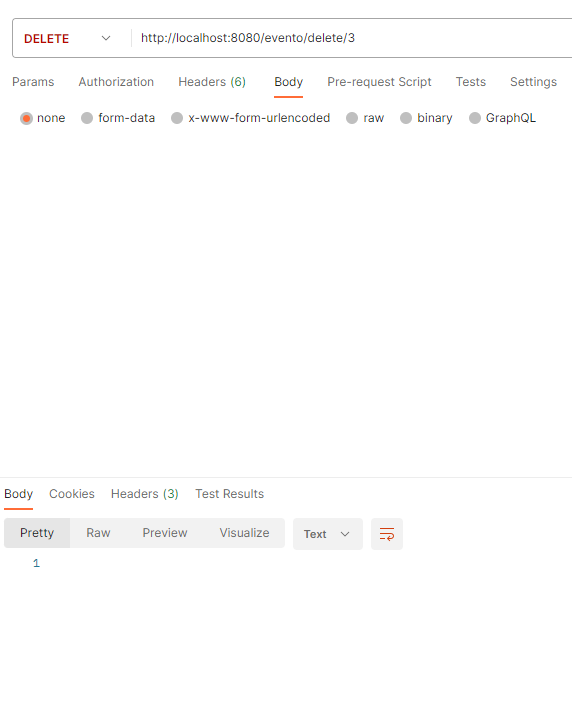 DELETE http://localhost:8080/evento/delete/3
Params Authorization Headers (6) Body Pre-request Script Tests Settings
none form-data x-www-form-urlencoded raw binary GraphQL
Body Cookies Headers (3) Test Results
Pretty Raw Preview Visualize Text
1